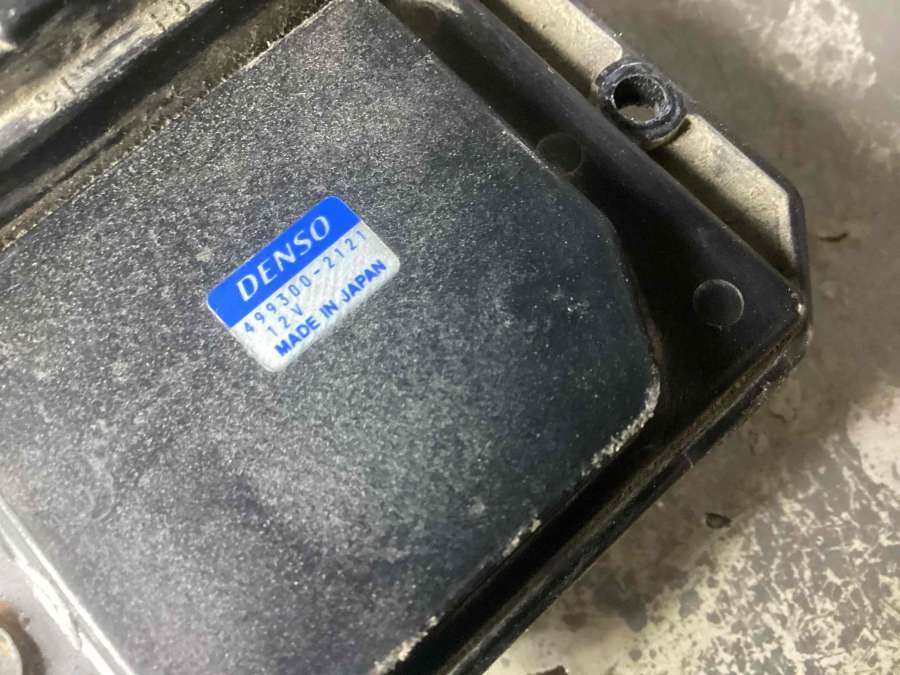 DENSO
499300-2121
12V
MADE IN JAPAN